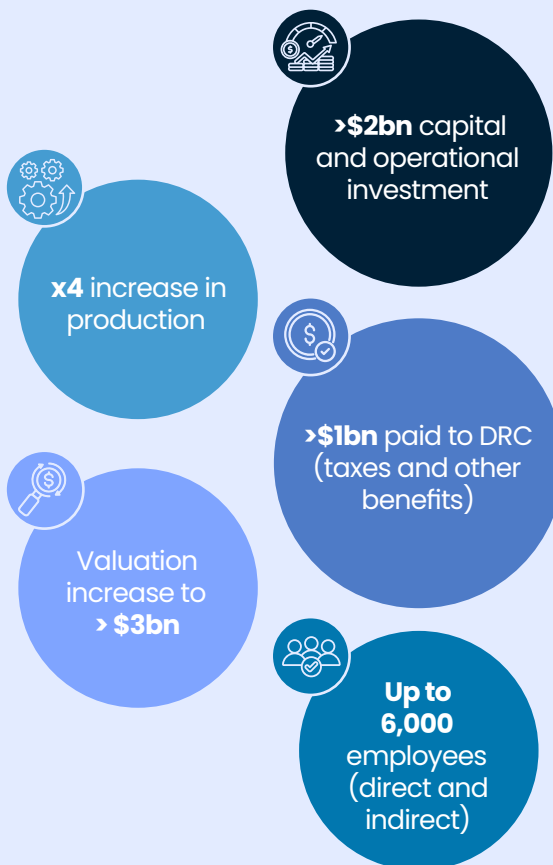 >$2bn capital
and operational
investment
x4 increase in
production
>$1bn paid to DRC
(taxes and other
benefits)
Valuation
increase to
> $3bn
Up to
6,000
employees
(direct and
indirect)